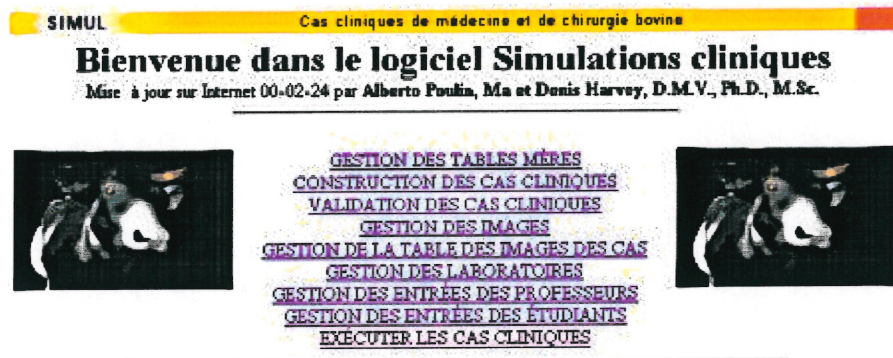 SIMUL Cas cliniques de médecine et de chirurgie bovine
Bienvenue dans le logiciel Simulations cliniques
Mise à jour sur Internet 00-02-24 par Alberto Poulin, Ma et Denis Harvey, D.M.V., Ph.D., M.Sc.
GESTION DES TABLES MÈRES
CONSTRUCTION DES CAS CLINIQUES
VALIDATION DES CAS CLINIQUES
GESTION DES IMAGES
GESTION DE LA TABLE DES IMAGES DES CAS
GESTION DES LABORATOIRES
GESTION DES ENTRÉES DES PROFESSEURS
GESTION DES ENTRÉES DES ÉTUDIANTS
EXÉCUTER LES CAS CLINIQUES